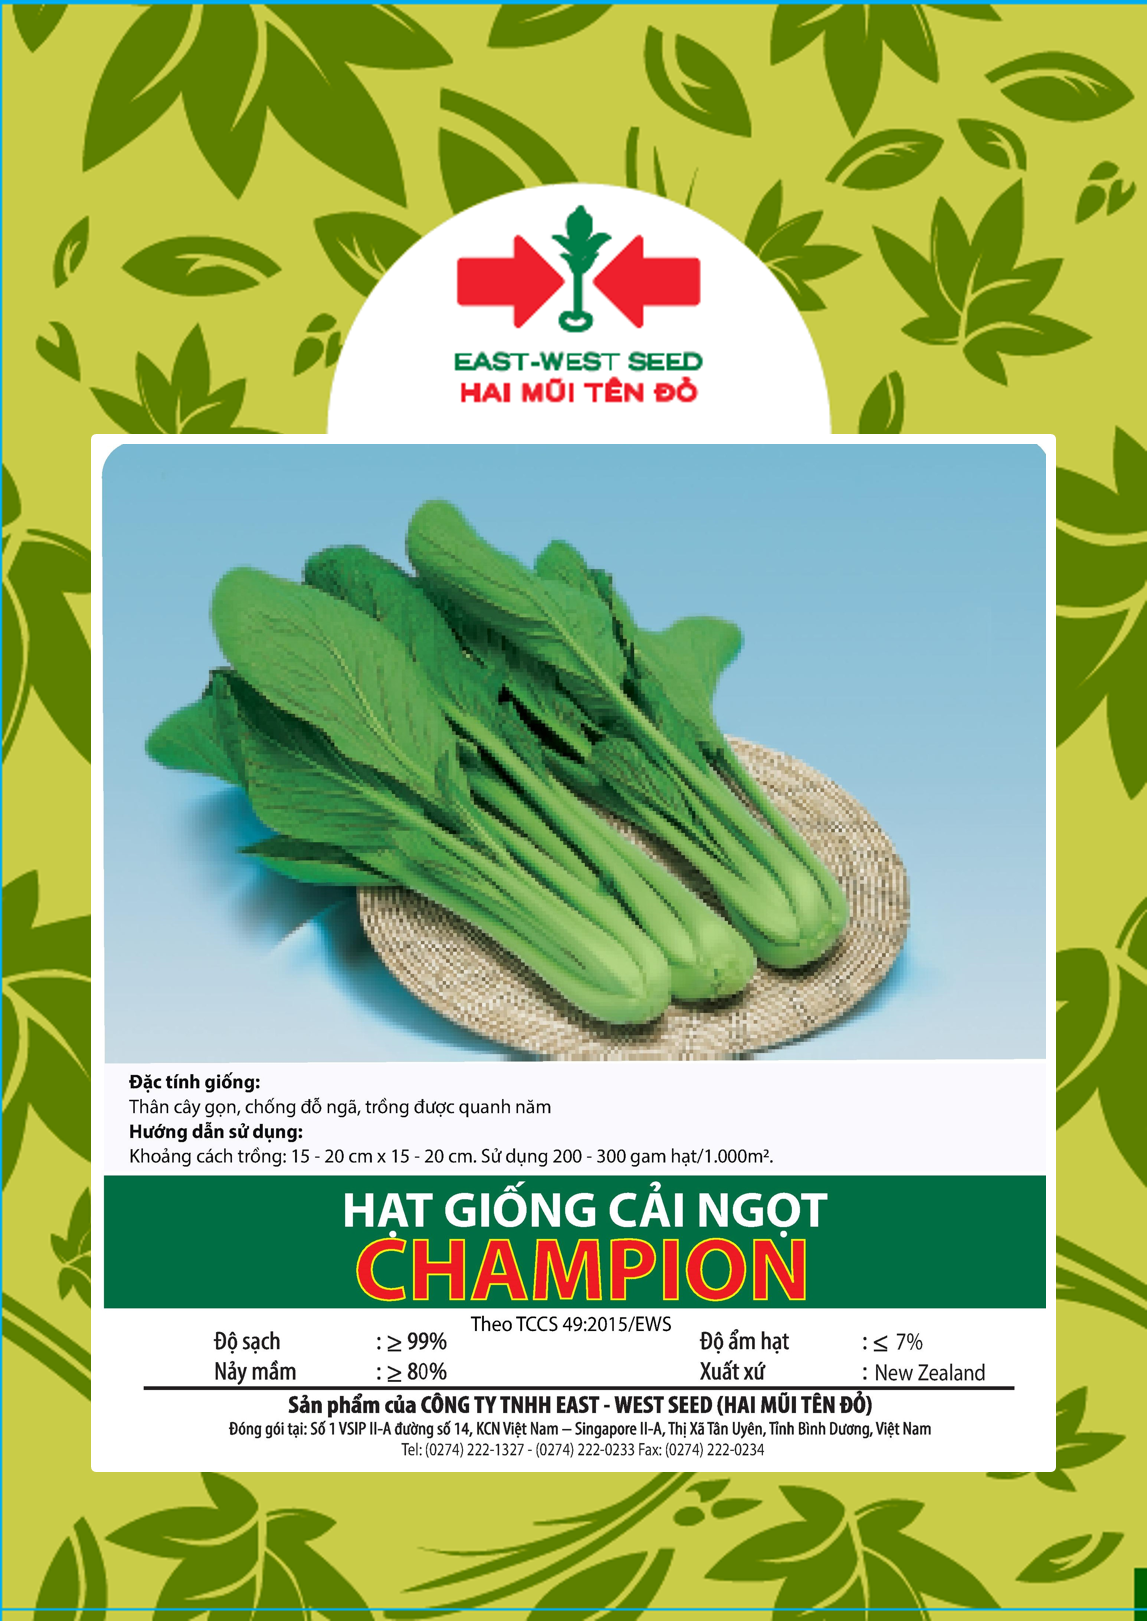 EAST-WEST SEED
HAI MŨI TÊN ĐỎ
Đặc tính giống:
Thân cây gọn, chống đỗ ngã, trồng được quanh năm
Hướng dẫn sử dụng:
Khoảng cách trồng: 15 - 20 cm x 15 - 20 cm. Sử dụng 200 - 300 gam hạt/1.000m².
HẠT GIỐNG CẢI NGỌT
CHAMPION
Theo TCCS 49:2015/EWS
Độ sạch : ≥ 99% Độ ẩm hạt : ≤ 7%
Nảy mầm : ≥ 80% Xuất xứ : New Zealand
Sản phẩm của CÔNG TY TNHH EAST - WEST SEED (HAI MŨI TÊN ĐỎ)
Đóng gói tại: Số 1 VSIP II-A đường số 14, KCN Việt Nam – Singapore II-A, Thị Xã Tân Uyên, Tỉnh Bình Dương, Việt Nam
Tel: (0274) 222-1327 - (0274) 222-0233 Fax: (0274) 222-0234